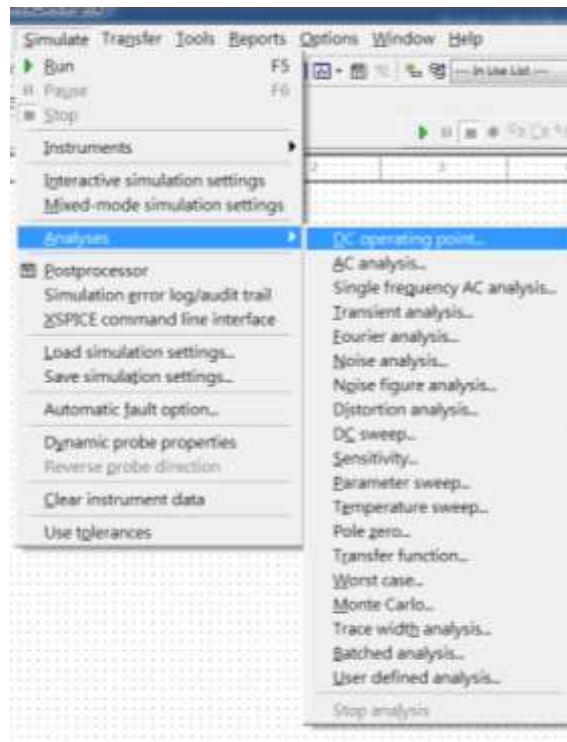 Simulate Transfer Tools Reports Options Window Help
Run F5
Pause F6
Stop
Instruments
Interactive simulation settings
Mixed-mode simulation settings
Analyses
Postprocessor
Simulation error log/audit trail
XSPICE command line interface
Load simulation settings...
Save simulation settings...
Automatic fault option...
Dynamic probe properties
Reverse probe direction
Clear instrument data
Use tolerances
--- In Use List ---
2 3
DC operating point...
AC analysis...
Single frequency AC analysis...
Transient analysis...
Fourier analysis...
Noise analysis...
Noise figure analysis...
Distortion analysis...
DC sweep...
Sensitivity...
Parameter sweep...
Temperature sweep...
Pole zero...
Transfer function...
Worst case...
Monte Carlo...
Trace width analysis...
Batched analysis...
User defined analysis...
Stop analysis